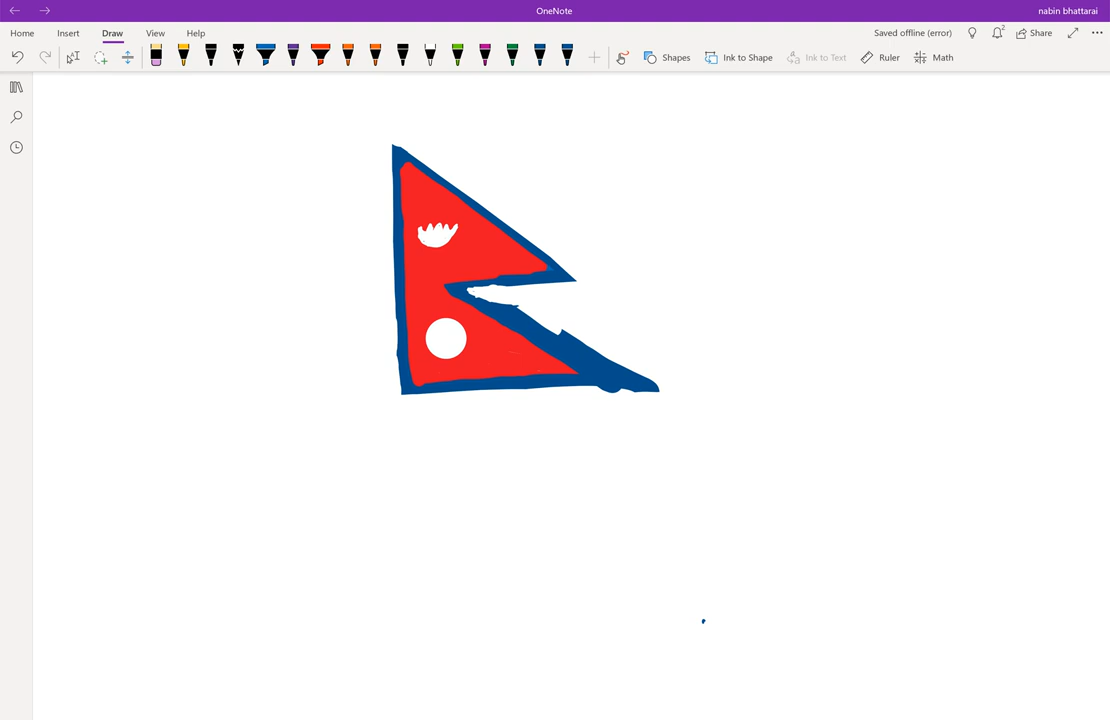 OneNote
nabin bhattarai
Home Insert Draw View Help
Saved offline (error)
2
Share
Shapes
Ink to Shape
Ink to Text
Ruler
Math